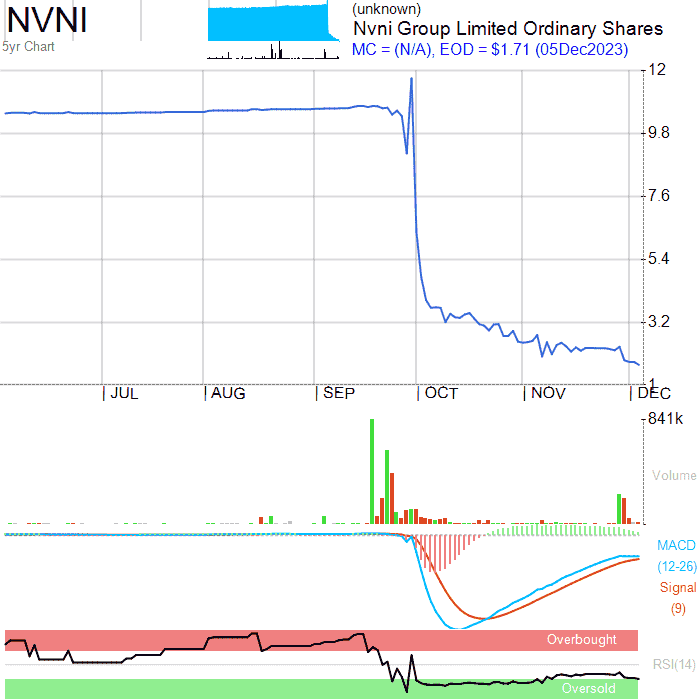 NVNI
(unknown)
Nvni Group Limited Ordinary Shares
5yr Chart
MC = (N/A), EOD = $1.71 (05Dec2023)
12
9.8
7.6
5.4
3.2
1
JUL AUG SEP OCT NOV DEC
841k
Volume
MACD
(12-26)
Signal
(9)
Overbought
RSI(14)
Oversold